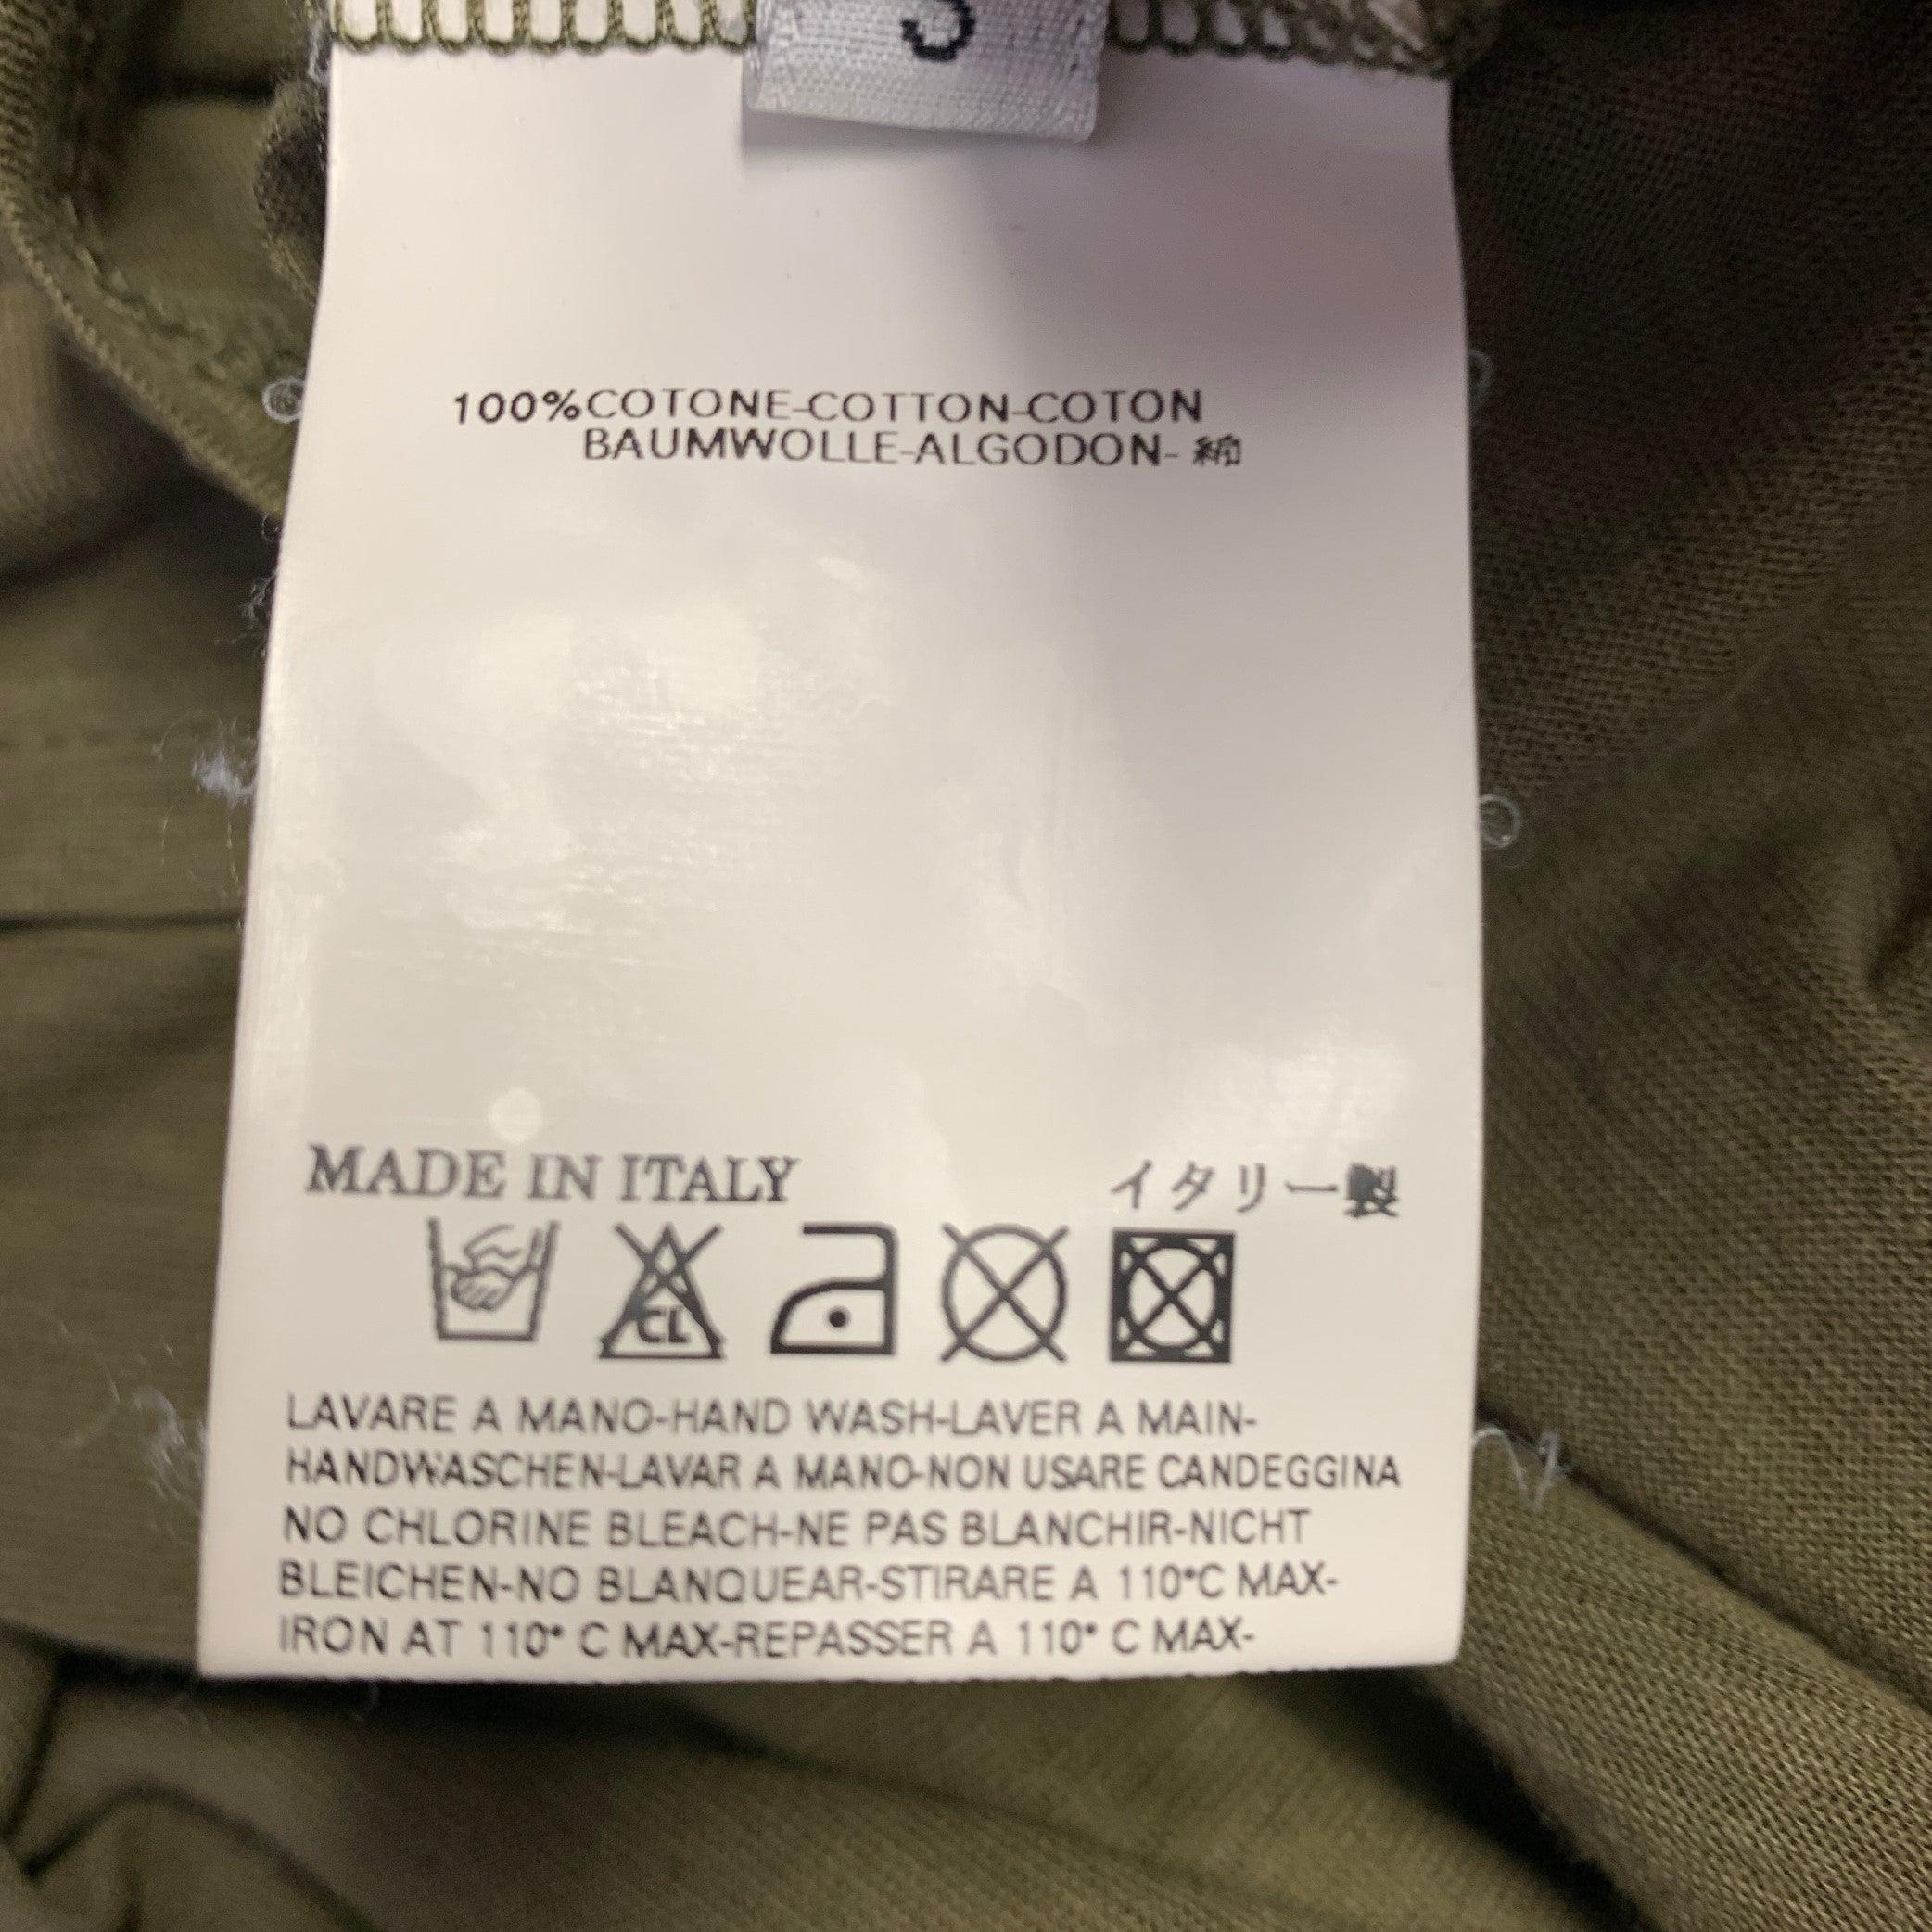 100%COTONE-COTTON-COTON
BAUMWOLLE-ALGODON- 綿
MADE IN ITALY
イタリー製
CL
LAVARE A MANO-HAND WASH-LAVER A MAIN-
HANDWASCHEN-LAVAR A MANO-NON USARE CANDEGGINA
NO CHLORINE BLEACH-NE PAS BLANCHIR-NICHT
BLEICHEN-NO BLANQUEAR-STIRARE A 110°C MAX-
IRON AT 110° C MAX-REPASSER A 110° C MAX-